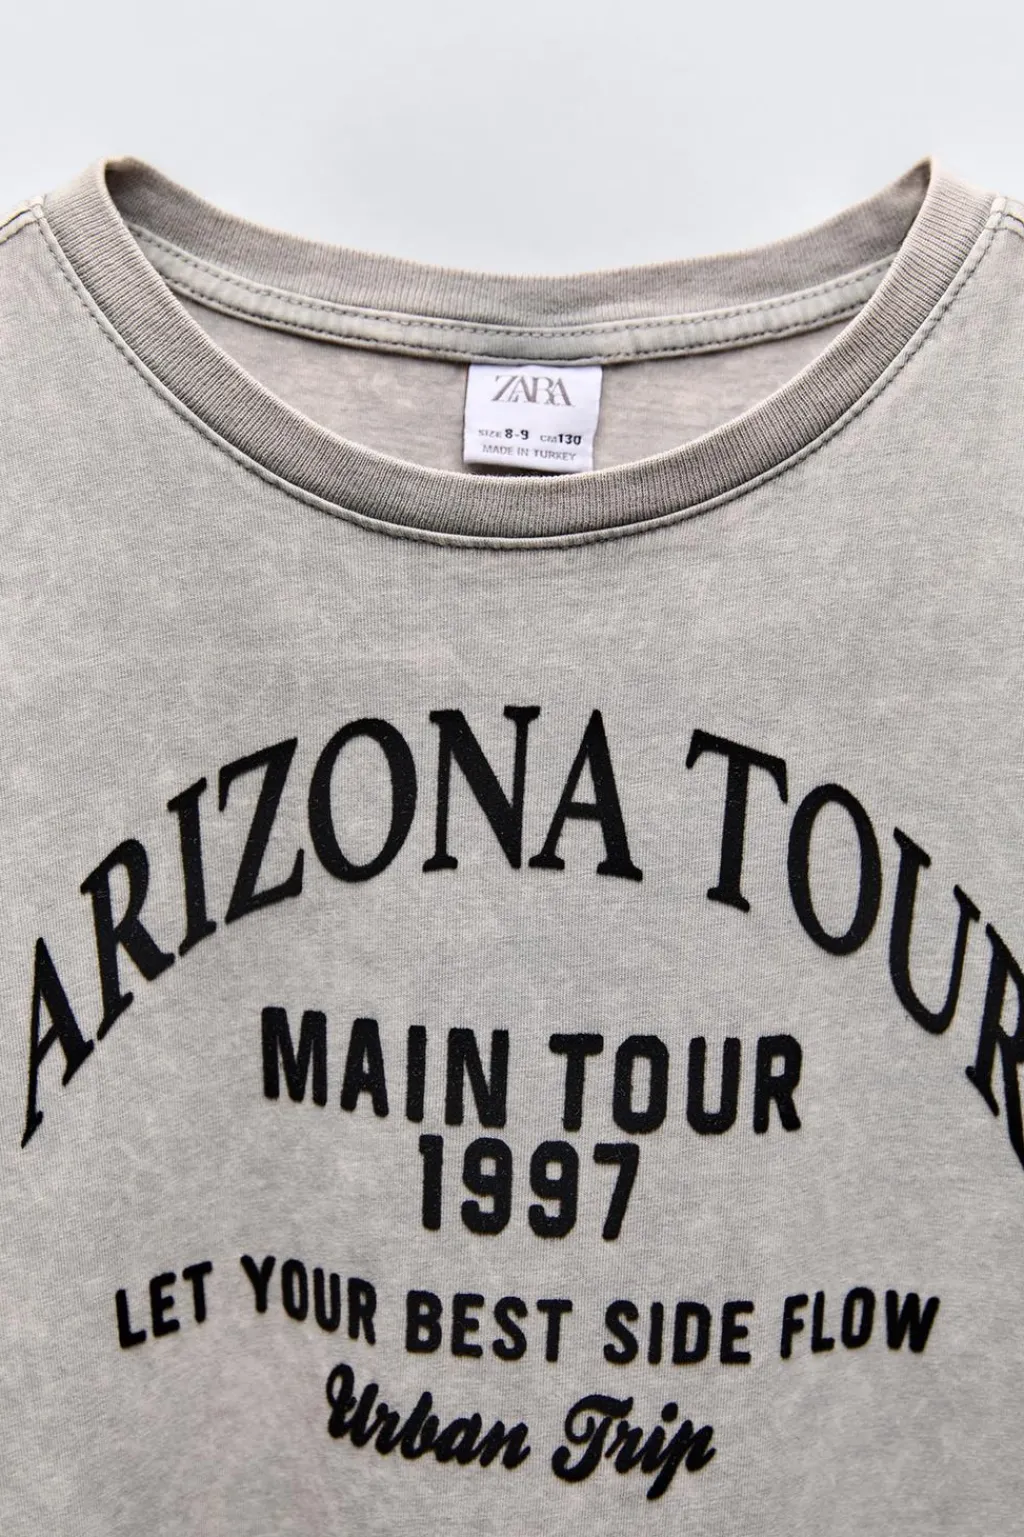 ZARA
SIZE 8-9 CM 130
MADE IN TURKEY
ARIZONA TOUR
MAIN TOUR
1997
LET YOUR BEST SIDE FLOW
Urban Trip